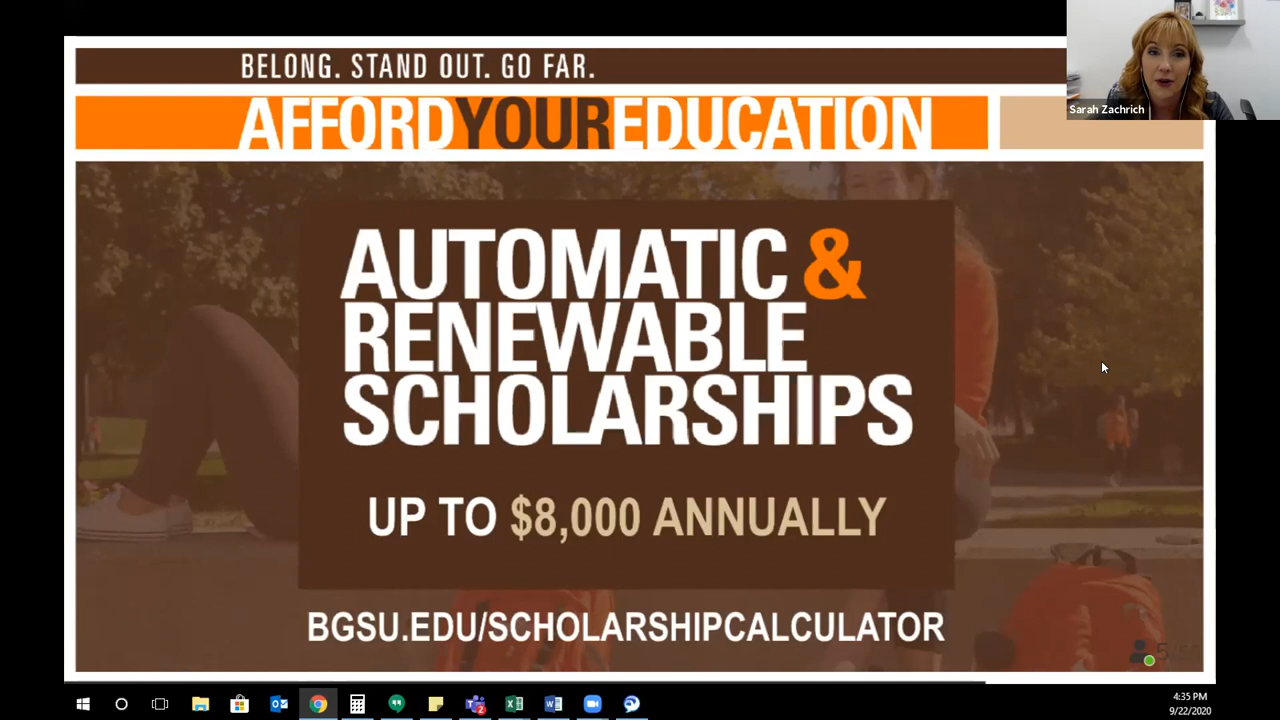 BELONG. STAND OUT. GO FAR.
AFFORDYOUREDUCATION
Sarah Zachrich
AUTOMATIC &
RENEWABLE
SCHOLARSHIPS
UP TO $8,000 ANNUALLY
BGSU.EDU/SCHOLARSHIPCALCULATOR
2
4:35 PM
9/22/2020